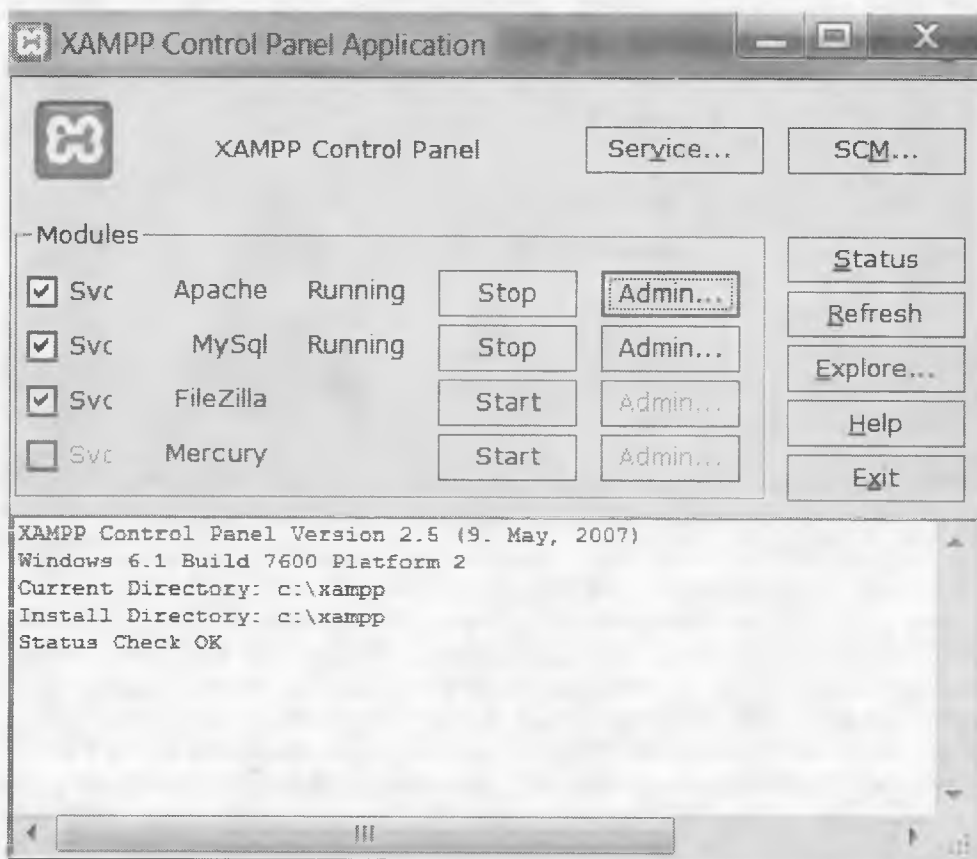 XAMPP Control Panel Application
XAMPP Control Panel Service... SCM...
Modules
Svc Apache Running Stop Admin...
Svc MySql Running Stop Admin...
Svc FileZilla Start Admin...
Svc Mercury Start Admin...
Status
Refresh
Explore...
Help
Exit
XAMPP Control Panel Version 2.5 (9. May, 2007)
Windows 6.1 Build 7600 Platform 2
Current Directory: c:\xampp
Install Directory: c:\xampp
Status Check OK